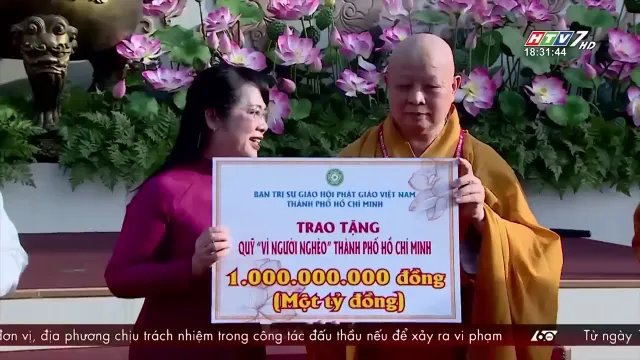 HTV7 HD
18:31:44
BAN TRỊ SỰ GIÁO HỘI PHẬT GIÁO VIỆT NAM
THÀNH PHỐ HỒ CHÍ MINH
TRAO TẶNG
QUỸ "VÌ NGƯỜI NGHÈO" THÀNH PHỐ HỒ CHÍ MINH
1.000.000.000 đồng
(Một tỷ đồng)
đơn vị, địa phương chịu trách nhiệm trong công tác đấu thầu nếu để xảy ra vi phạm
Từ ngày